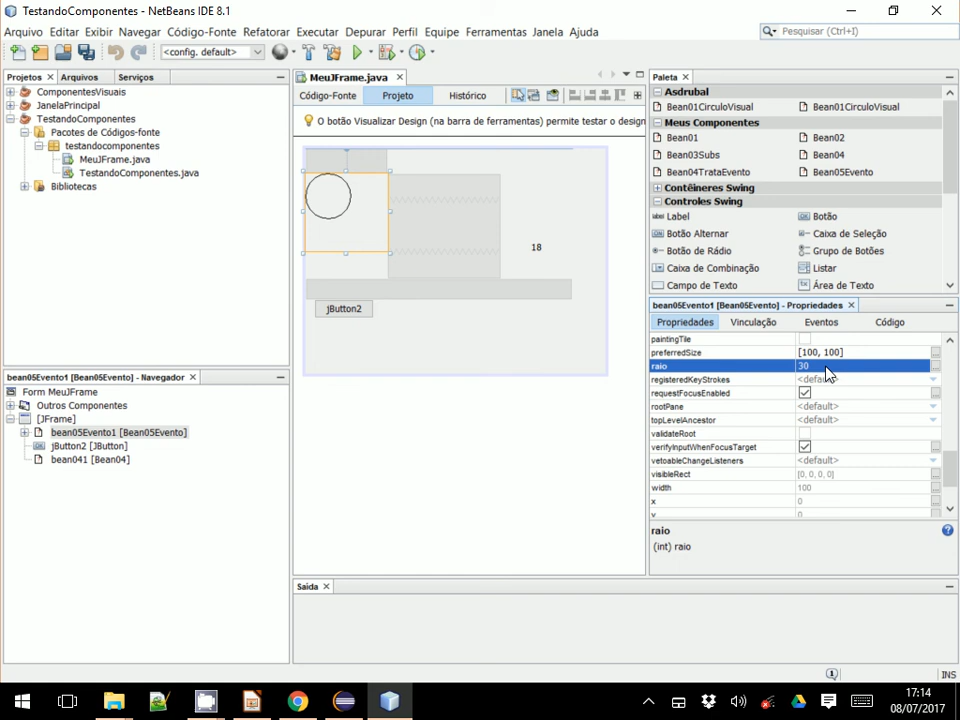 TestandoComponentes - NetBeans IDE 8.1
Arquivo Editar Exibir Navegar Código-Fonte Refatorar Executar Depurar Perfil Equipe Ferramentas Janela Ajuda
Pesquisar (Ctrl+I)
<config. default>
Projetos Arquivos Serviços
ComponentesVisuais
JanelaPrincipal
TestandoComponentes
Pacotes de Códigos-fonte
testandocomponentes
MeuJFrame.java
TestandoComponentes.java
Bibliotecas
bean05Evento1 [Bean05Evento] - Navegador
Form MeuJFrame
Outros Componentes
[JFrame]
bean05Evento1 [Bean05Evento]
jButton2 [JButton]
bean041 [Bean04]
MeuJFrame.java
Código-Fonte Projeto Histórico
O botão Visualizar Design (na barra de ferramentas) permite testar o design
18
jButton2
Saída
Paleta
Asdrubal
Bean01CirculoVisual Bean01CirculoVisual
Meus Componentes
Bean01 Bean02
Bean03Subs Bean04
Bean04TrataEvento Bean05Evento
Contêineres Swing
Controles Swing
Label Botão
Botão Alternar Caixa de Seleção
Botão de Rádio Grupo de Botões
Caixa de Combinação Listar
Campo de Texto Área de Texto
bean05Evento1 [Bean05Evento] - Propriedades
Propriedades Vinculação Eventos Código
paintingTile
preferredSize [100, 100]
raio 30
registeredKeyStrokes <default>
requestFocusEnabled
rootPane <default>
topLevelAncestor <default>
validateRoot
verifyInputWhenFocusTarget
vetoableChangeListeners <default>
visibleRect [0, 0, 0, 0]
width 100
x 0
y 0
raio
(int) raio
INS
17:14
08/07/2017